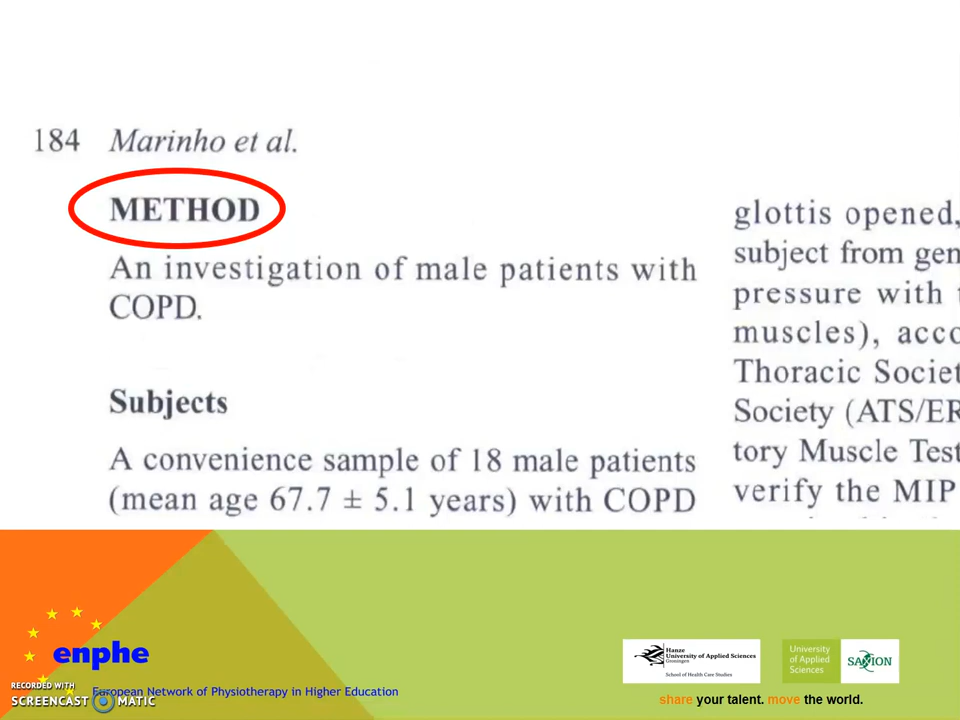 184 Marinho et al.
METHOD
An investigation of male patients with
COPD.
Subjects
A convenience sample of 18 male patients
(mean age 67.7 ± 5.1 years) with COPD
glottis opened,
subject from gen
pressure with
muscles), acco
Thoracic Societ
Society (ATS/ER
tory Muscle Test
verify the MIP
enphe
European Network of Physiotherapy in Higher Education
RECORDED WITH
SCREENCAST MATIC
Hanze
University of Applied Sciences
Groningen
School of Health Care Studies
University
of Applied
Sciences
SAXION
share your talent. move the world.